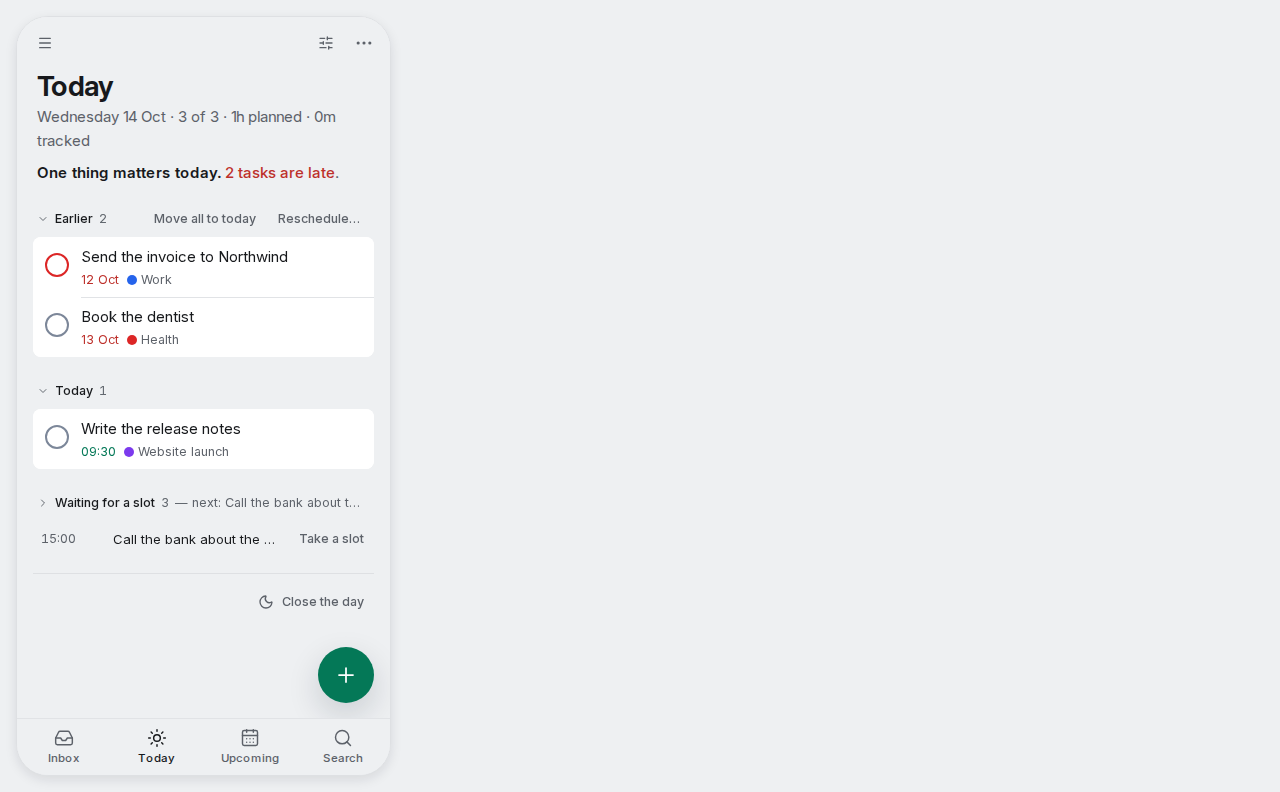 Today
Wednesday 14 Oct · 3 of 3 · 1h planned · 0m
tracked
One thing matters today. 2 tasks are late.
Earlier 2 Move all to today Reschedule…
Send the invoice to Northwind
12 Oct Work
Book the dentist
13 Oct Health
Today 1
Write the release notes
09:30 Website launch
Waiting for a slot 3 — next: Call the bank about t…
15:00 Call the bank about the … Take a slot
Close the day
Inbox Today Upcoming Search